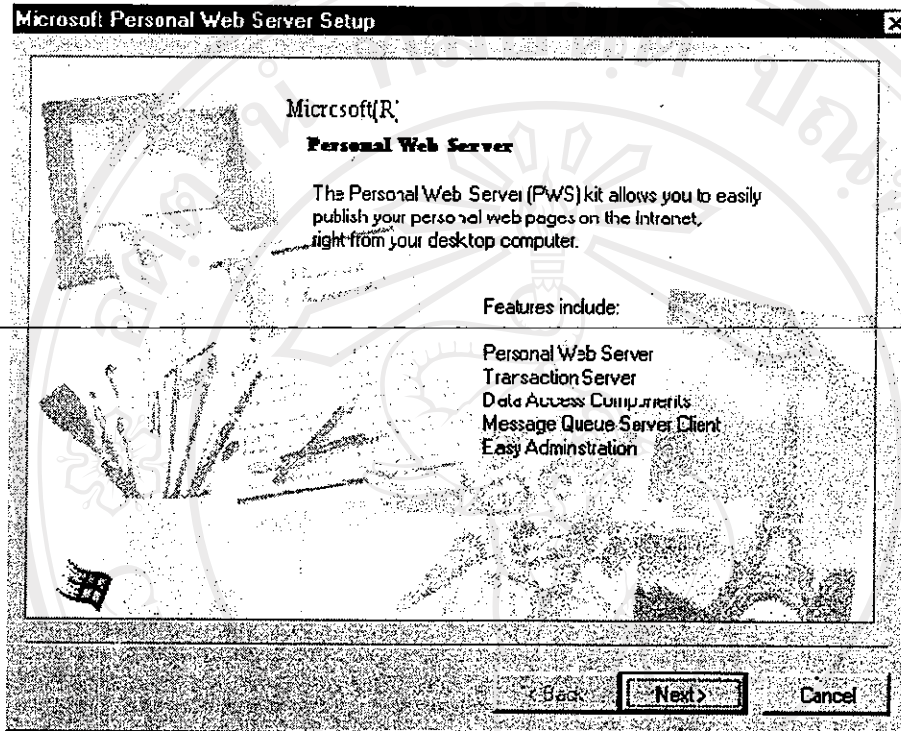 Microsoft Personal Web Server Setup
Microsoft(R)
Personal Web Server
The Personal Web Server (PWS) kit allows you to easily
publish your personal web pages on the Intranet,
right from your desktop computer.
Features include:
Personal Web Server
Transaction Server
Data Access Components
Message Queue Server Client
Easy Adminstration
< Back
Next >
Cancel